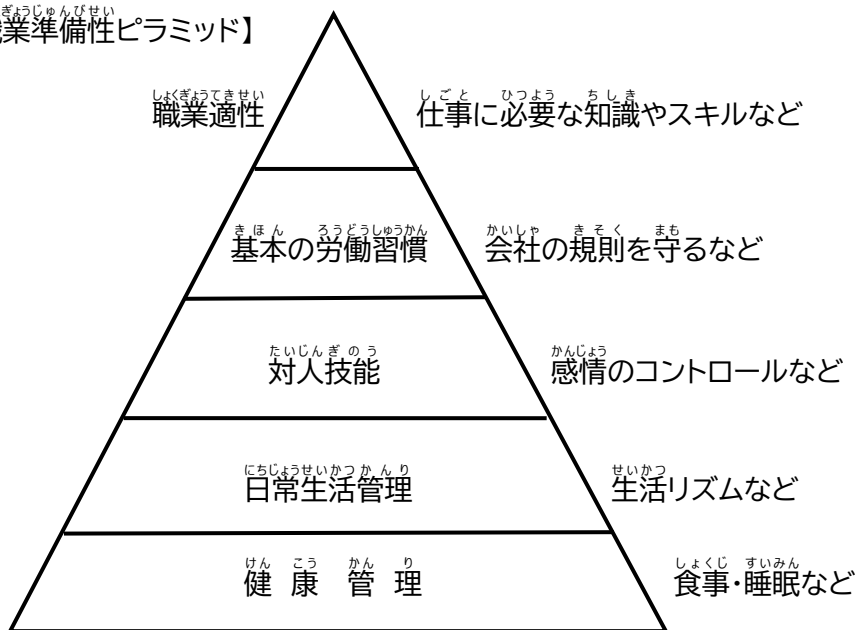 業準備性ピラミッド】
職業適性 仕事に必要な知識やスキルなど
基本の労働習慣 会社の規則を守るなど
対人技能 感情のコントロールなど
日常生活管理 生活リズムなど
健康管理 食事・睡眠など